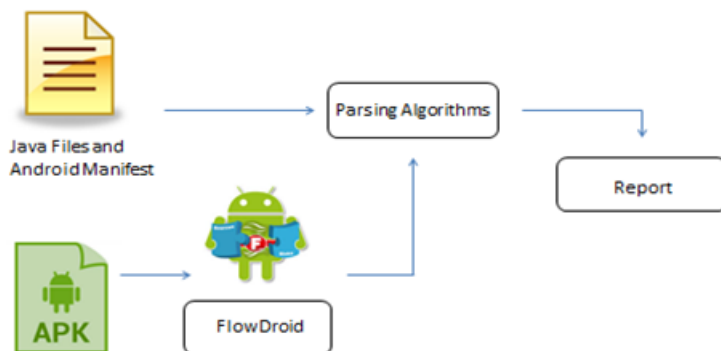 Java Files and
Android Manifest
Parsing Algorithms
Report
APK
F
FlowDroid